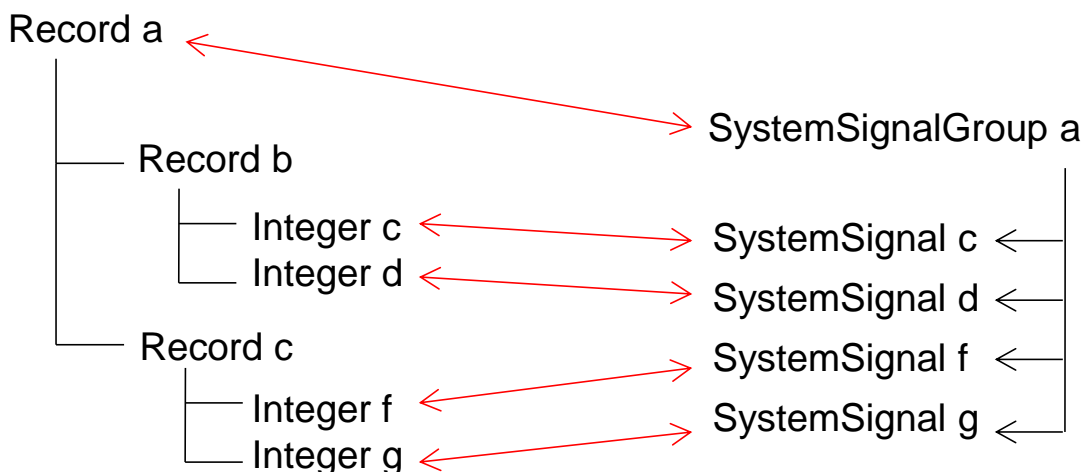 Record a
SystemSignalGroup a
Record b
Integer c
SystemSignal c
Integer d
SystemSignal d
Record c
SystemSignal f
Integer f
SystemSignal g
Integer g